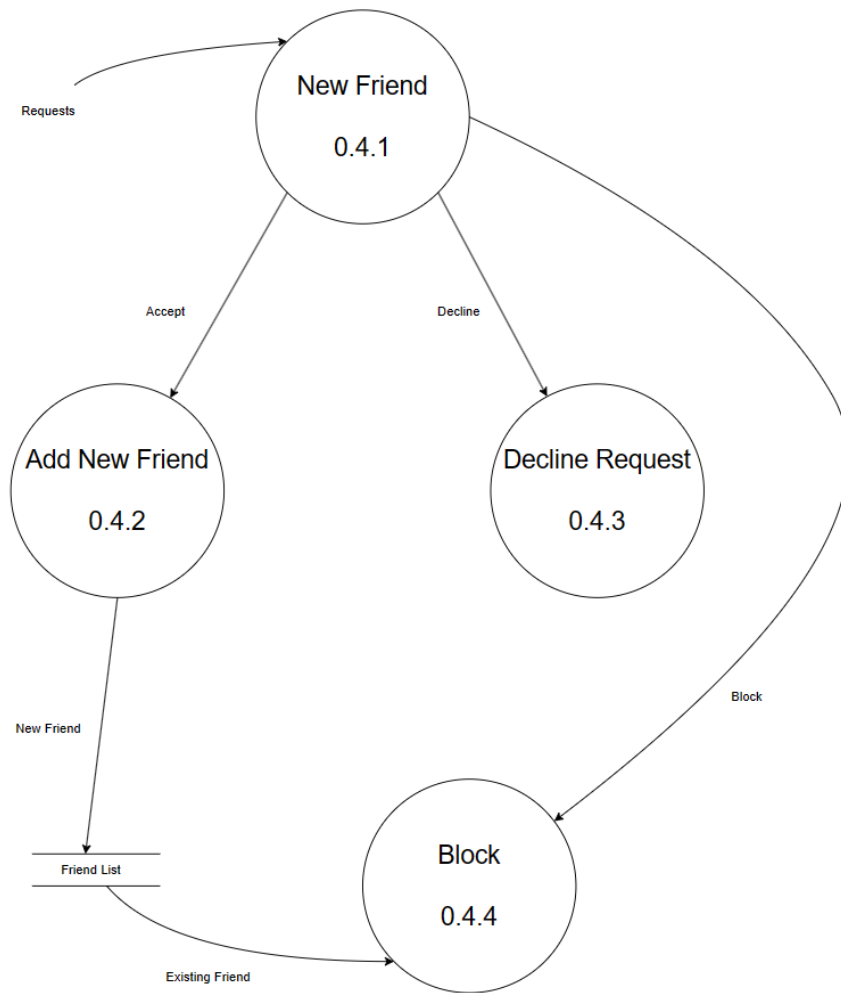 New Friend
0.4.1
Requests
Accept
Decline
Add New Friend
0.4.2
Decline Request
0.4.3
New Friend
Block
Friend List
Block
0.4.4
Existing Friend